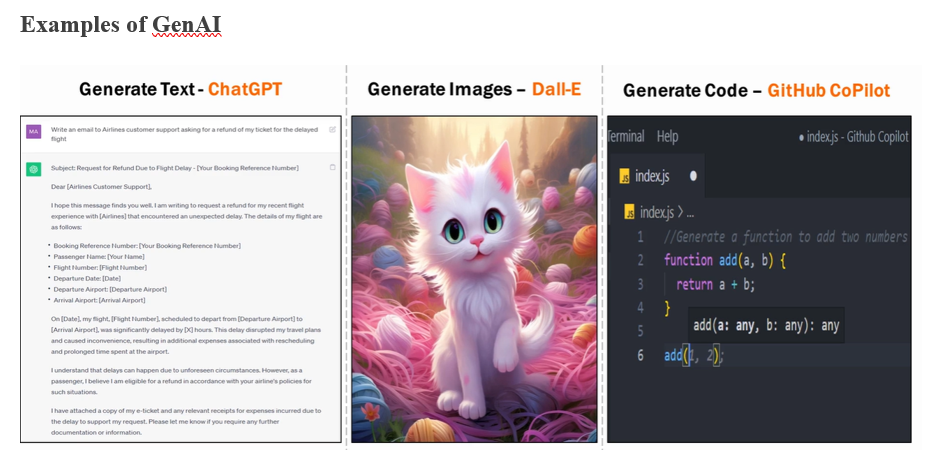 Examples of GenAI
Generate Text - ChatGPT
MA
Write an email to Airlines customer support asking for a refund of my ticket for the delayed
flight
Subject: Request for Refund Due to Flight Delay - [Your Booking Reference Number]
Dear [Airlines Customer Support],
I hope this message finds you well. I am writing to request a refund for my recent flight
experience with [Airlines] that encountered an unexpected delay. The details of my flight are
as follows:
• Booking Reference Number: [Your Booking Reference Number]
• Passenger Name: [Your Name]
• Flight Number: [Flight Number]
• Departure Date: [Date]
• Departure Airport: [Departure Airport]
• Arrival Airport: [Arrival Airport]
On [Date], my flight, [Flight Number], scheduled to depart from [Departure Airport] to
[Arrival Airport], was significantly delayed by [X] hours. This delay disrupted my travel plans
and caused inconvenience, resulting in additional expenses associated with rescheduling
and prolonged time spent at the airport.
I understand that delays can happen due to unforeseen circumstances. However, as a
passenger, I believe I am eligible for a refund in accordance with your airline's policies for
such situations.
I have attached a copy of my e-ticket and any relevant receipts for expenses incurred due to
the delay to support my request. Please let me know if you require any further
documentation or information.
Generate Images – Dall-E
Generate Code – GitHub CoPilot
Terminal Help ● index.js - Github Copilot
JS index.js ●
JS index.js > ...
1 //Generate a function to add two numbers
2 function add(a, b) {
3 return a + b;
4 }
add(a: any, b: any): any
5
6 add(1, 2);